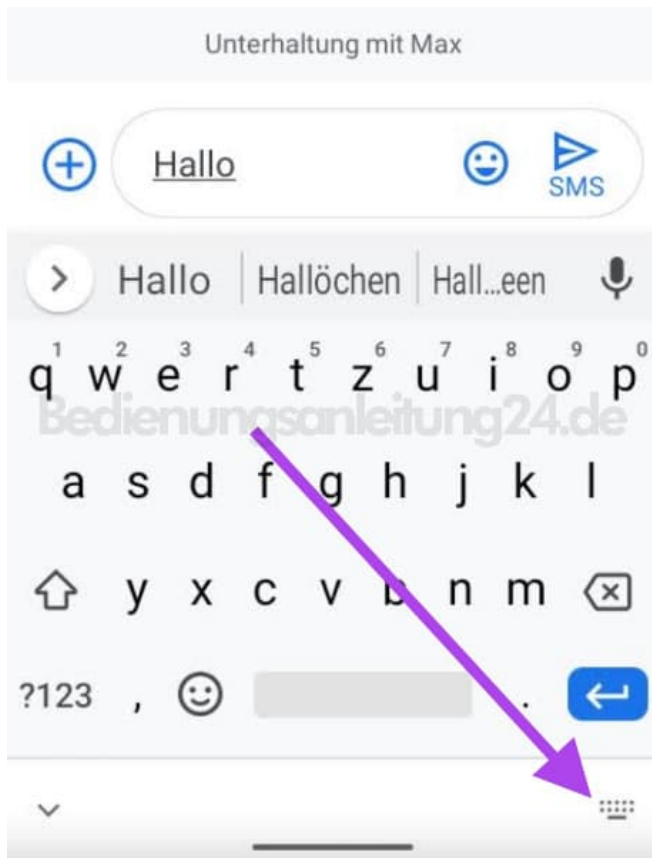 Unterhaltung mit Max
Hallo
SMS
Hallo Hallöchen Hall...een
1 2 3 4 5 6 7 8 9 0
q w e r t z u i o p
Bedienungsanleitung24.de
a s d f g h j k l
y x c v b n m
?123 , .